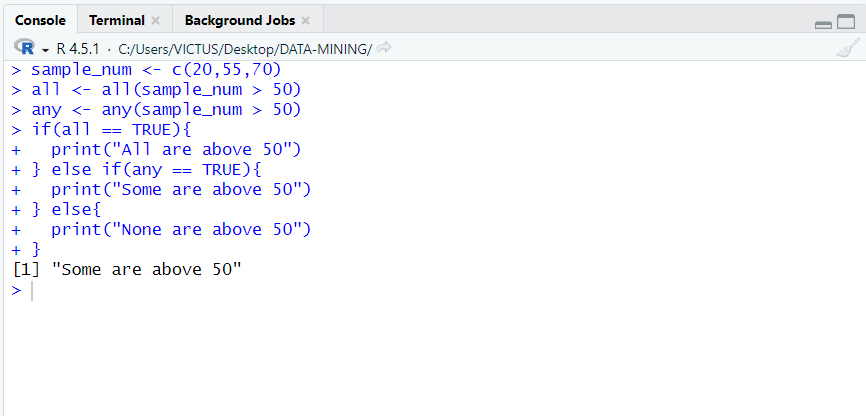 Console Terminal × Background Jobs ×
R R 4.5.1 · C:/Users/VICTUS/Desktop/DATA-MINING/
> sample_num <- c(20,55,70)
> all <- all(sample_num > 50)
> any <- any(sample_num > 50)
> if(all == TRUE){
+   print("All are above 50")
+ } else if(any == TRUE){
+   print("Some are above 50")
+ } else{
+   print("None are above 50")
+ }
[1] "Some are above 50"
>